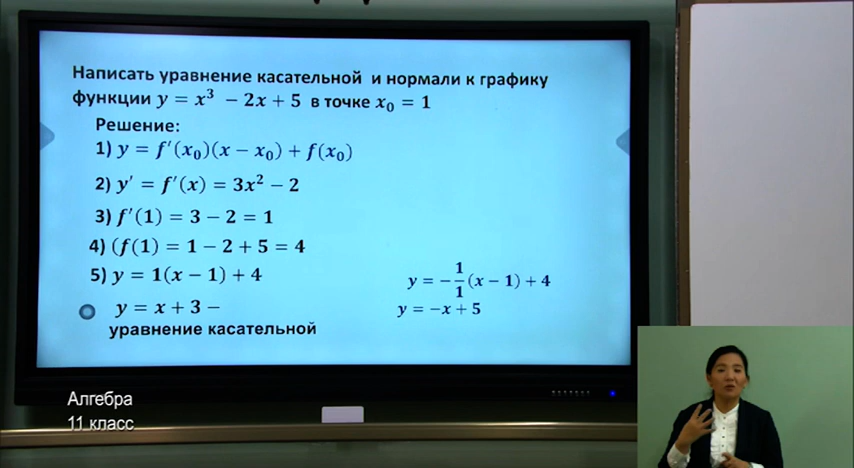 Написать уравнение касательной и нормали к графику
функции y = x³ − 2x + 5 в точке x₀ = 1
Решение:
1) y = f′(x₀)(x − x₀) + f(x₀)
2) y′ = f′(x) = 3x² − 2
3) f′(1) = 3 − 2 = 1
4) (f(1) = 1 − 2 + 5 = 4
5) y = 1(x − 1) + 4
y = x + 3 −
уравнение касательной
y = −1/1(x − 1) + 4
y = −x + 5
Алгебра
11 класс